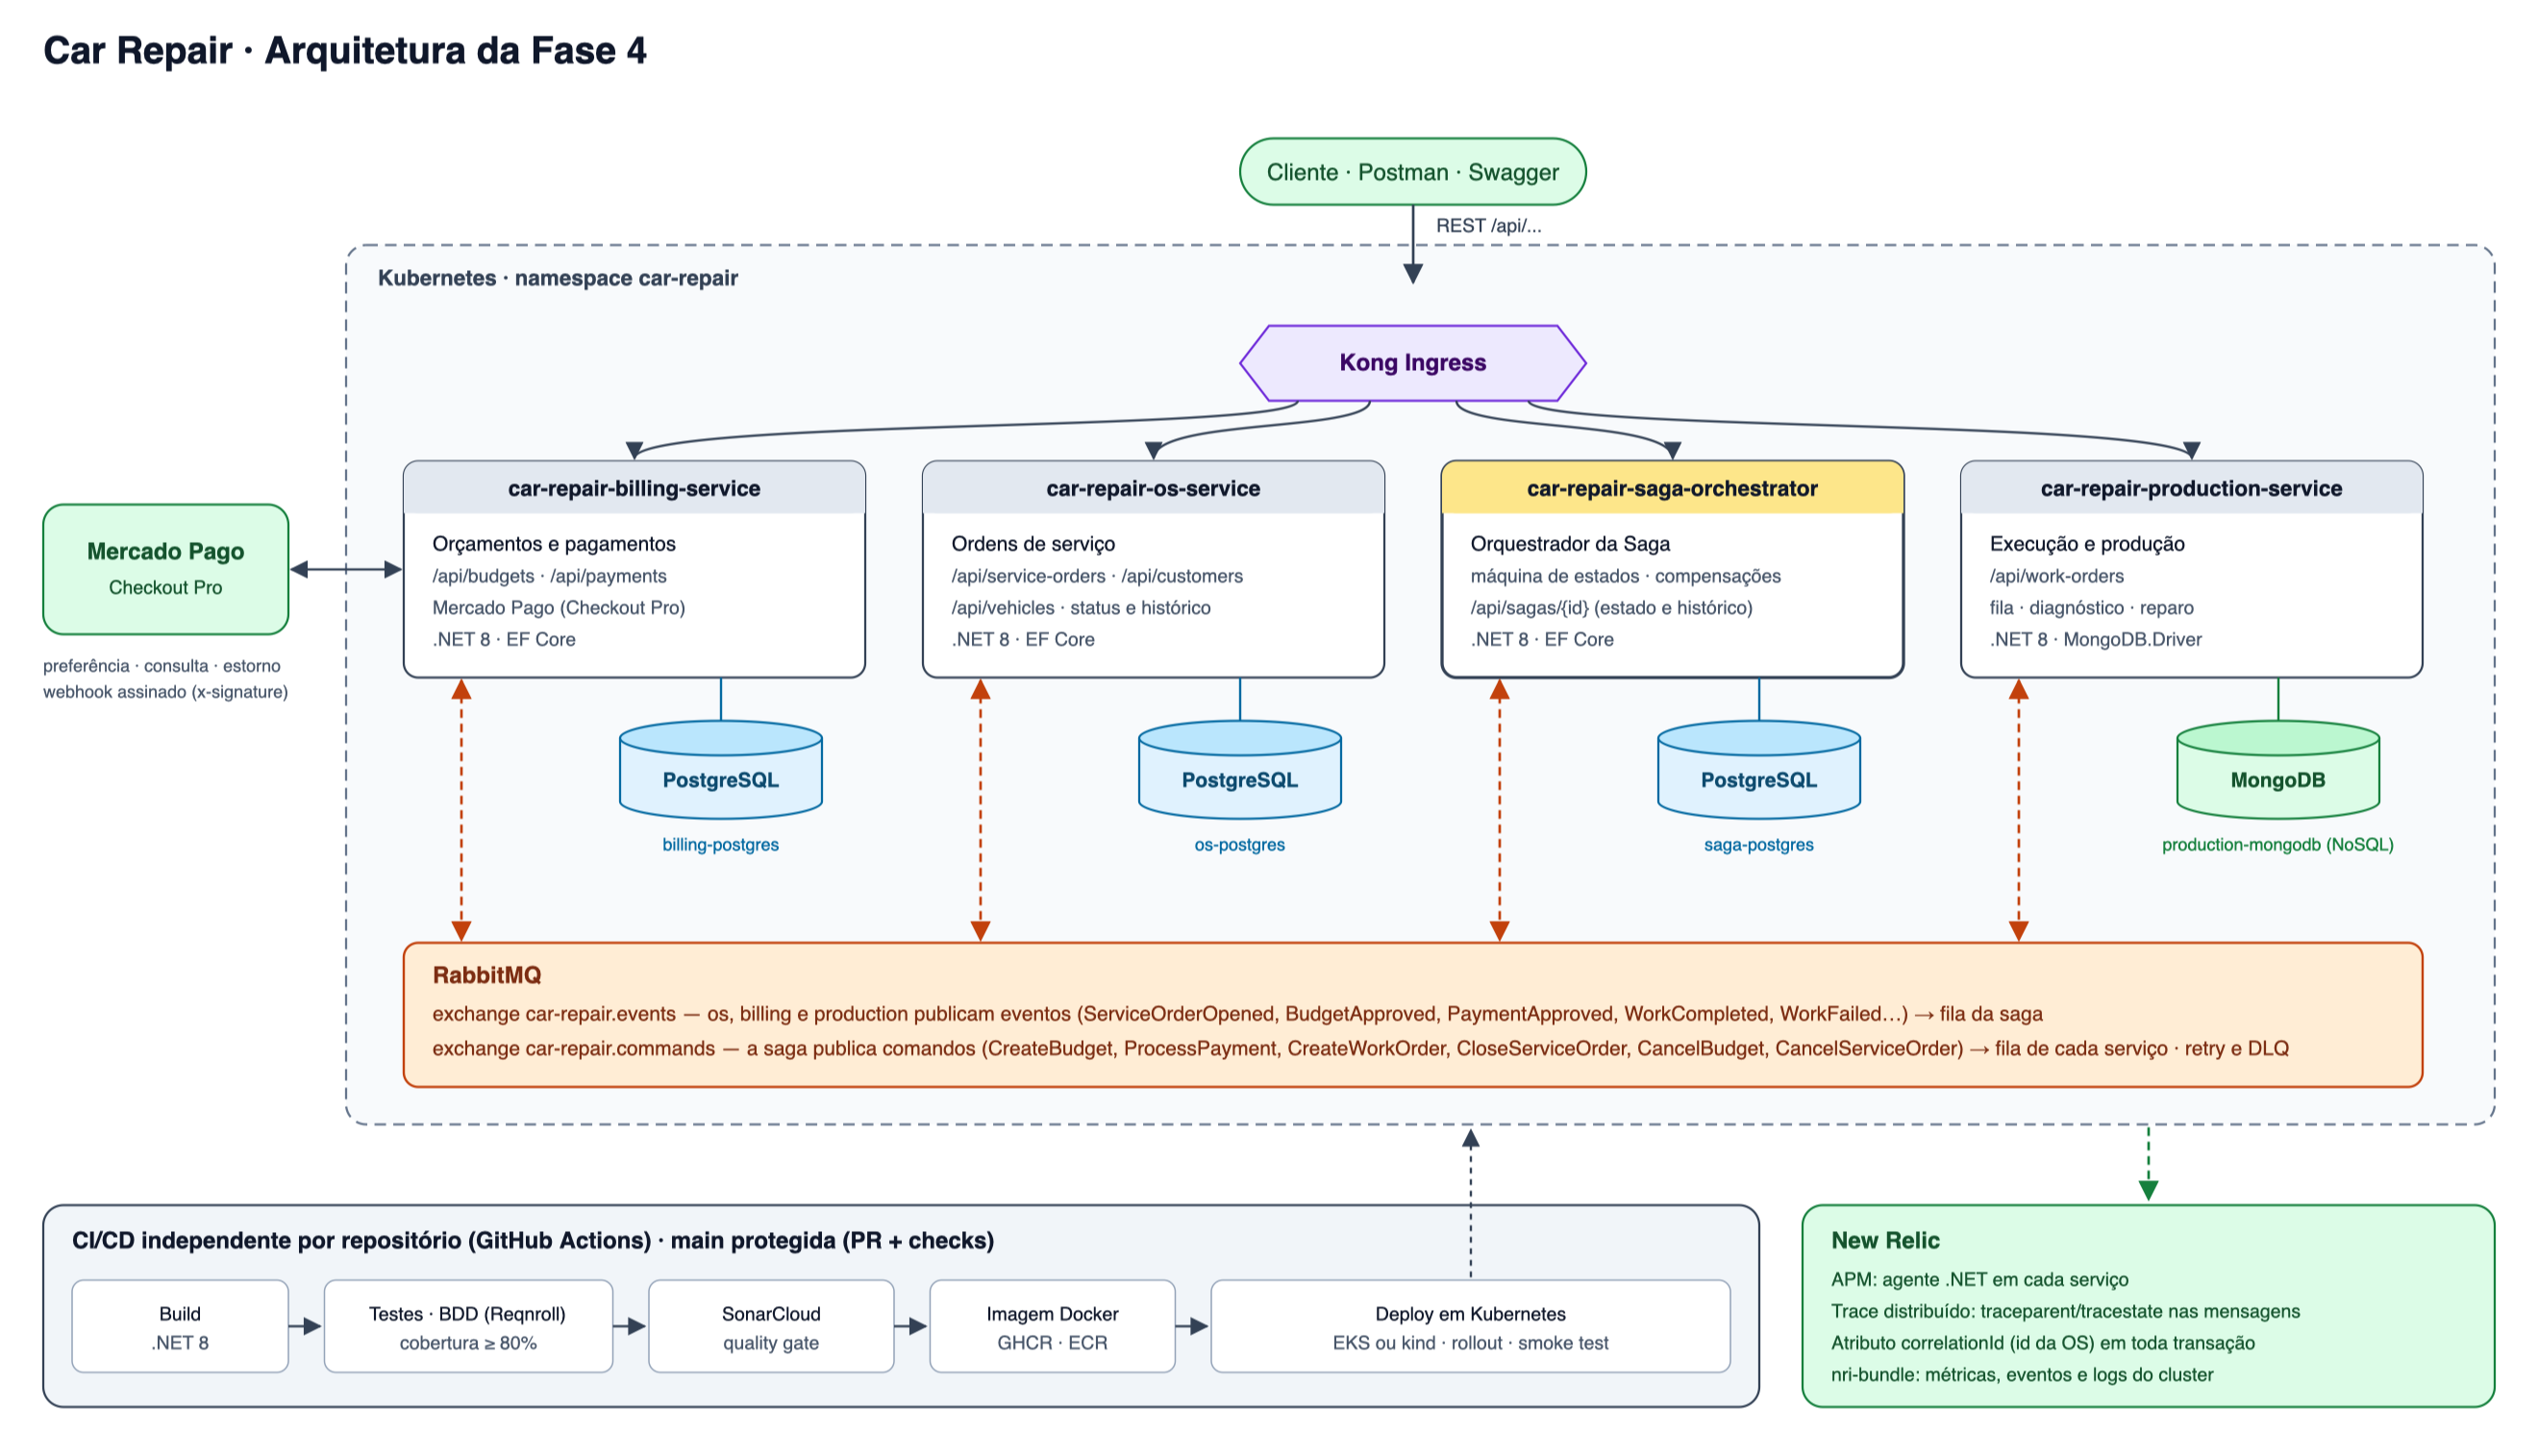 Car Repair · Arquitetura da Fase 4
Cliente · Postman · Swagger
REST /api/...
Kubernetes · namespace car-repair
Kong Ingress
Mercado Pago
Checkout Pro
preferência · consulta · estorno
webhook assinado (x-signature)
car-repair-billing-service
Orçamentos e pagamentos
/api/budgets · /api/payments
Mercado Pago (Checkout Pro)
.NET 8 · EF Core
car-repair-os-service
Ordens de serviço
/api/service-orders · /api/customers
/api/vehicles · status e histórico
.NET 8 · EF Core
car-repair-saga-orchestrator
Orquestrador da Saga
máquina de estados · compensações
/api/sagas/{id} (estado e histórico)
.NET 8 · EF Core
car-repair-production-service
Execução e produção
/api/work-orders
fila · diagnóstico · reparo
.NET 8 · MongoDB.Driver
PostgreSQL
billing-postgres
PostgreSQL
os-postgres
PostgreSQL
saga-postgres
MongoDB
production-mongodb (NoSQL)
RabbitMQ
exchange car-repair.events — os, billing e production publicam eventos (ServiceOrderOpened, BudgetApproved, PaymentApproved, WorkCompleted, WorkFailed…) → fila da saga
exchange car-repair.commands — a saga publica comandos (CreateBudget, ProcessPayment, CreateWorkOrder, CloseServiceOrder, CancelBudget, CancelServiceOrder) → fila de cada serviço · retry e DLQ
CI/CD independente por repositório (GitHub Actions) · main protegida (PR + checks)
Build
.NET 8
Testes · BDD (Reqnroll)
cobertura ≥ 80%
SonarCloud
quality gate
Imagem Docker
GHCR · ECR
Deploy em Kubernetes
EKS ou kind · rollout · smoke test
New Relic
APM: agente .NET em cada serviço
Trace distribuído: traceparent/tracestate nas mensagens
Atributo correlationId (id da OS) em toda transação
nri-bundle: métricas, eventos e logs do cluster